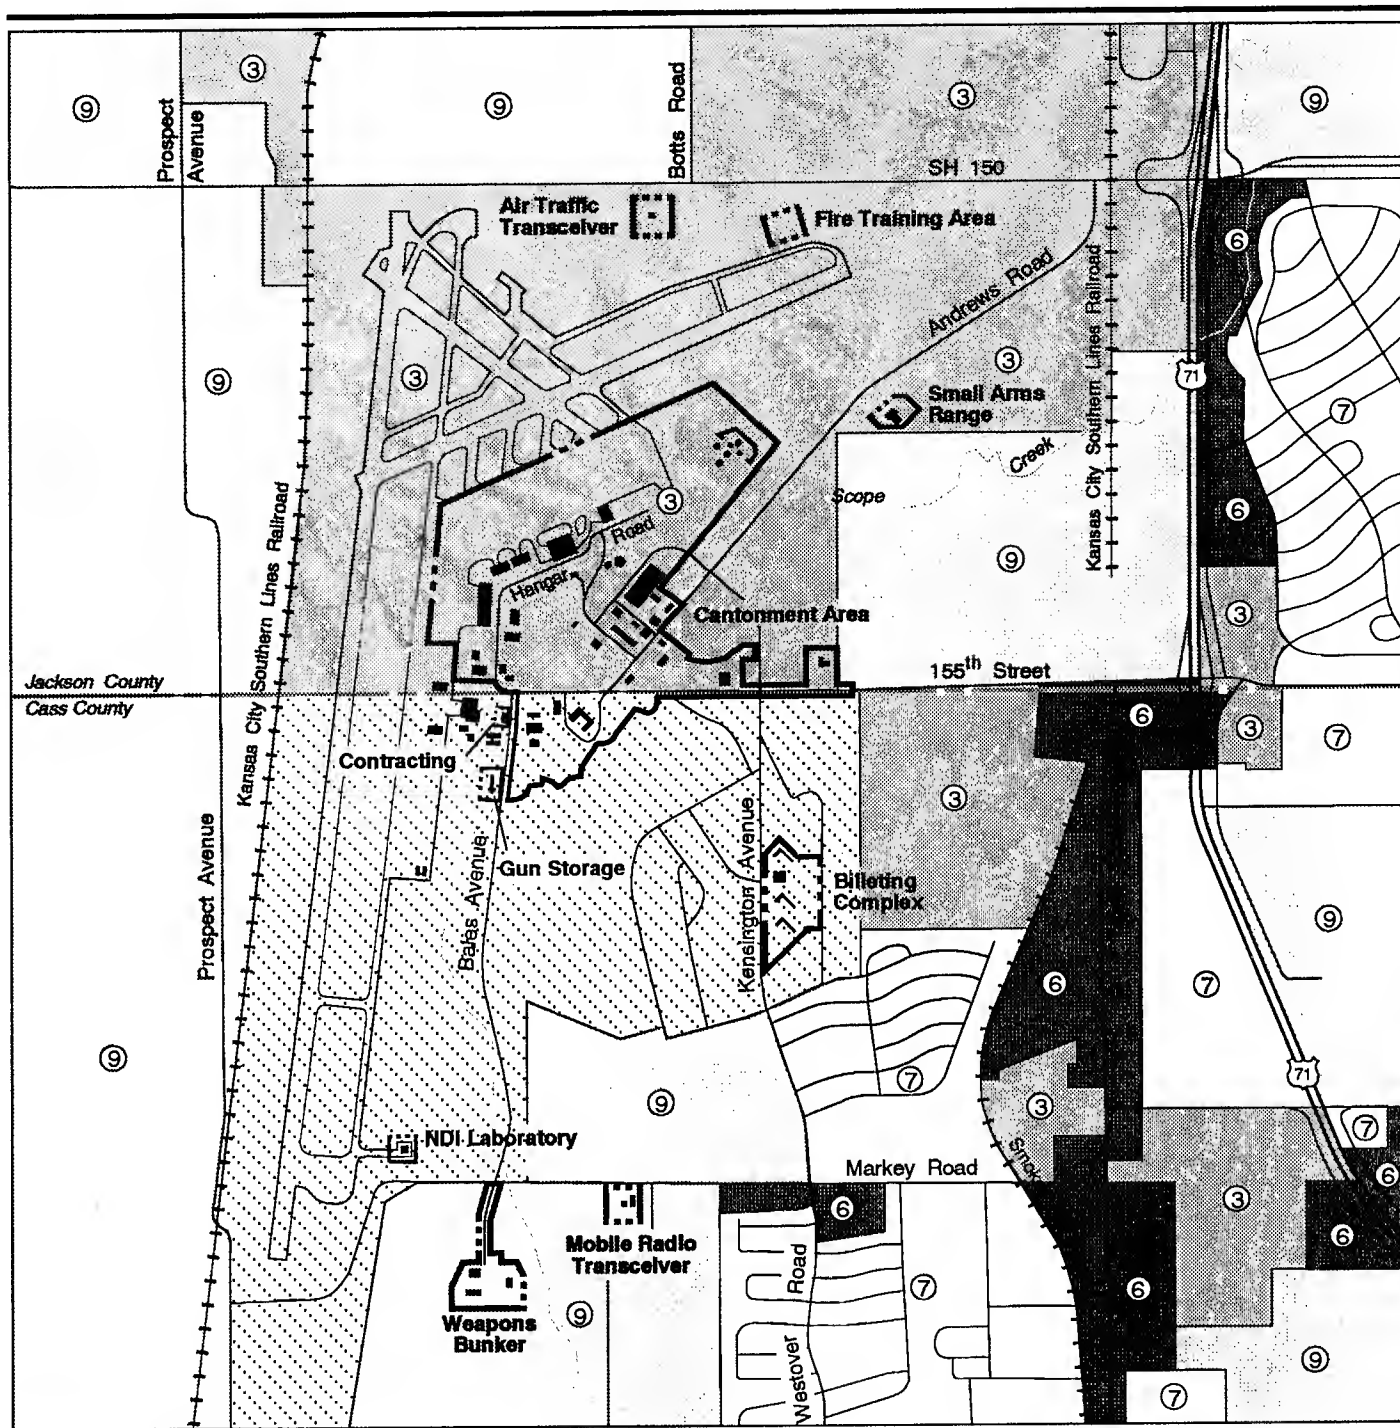 ③
⑨
⑨
③
⑨
Prospect
Avenue
Botts Road
SH 150
Air Traffic
Transceiver
Fire Training Area
⑥
Andrews Road
Kansas City Southern Lines Railroad
⑨
③
③
71
Small Arms
Range
⑦
Creek
Scope
③
⑥
Kansas City Southern Lines Railroad
Road
Hangar
⑨
Cantonment Area
③
155th Street
Jackson County
Cass County
⑥
③
⑦
Contracting
③
Prospect Avenue
Bales Avenue
Gun Storage
Kensington Avenue
Billeting
Complex
⑨
⑥
⑦
⑨
⑦
71
⑨
③
⑦
NDI Laboratory
Markey Road
Smok
⑥
③
⑥
⑥
Mobile Radio
Transceiver
Road
⑦
⑥
⑨
Weapons
Bunker
Westover
⑨
⑦